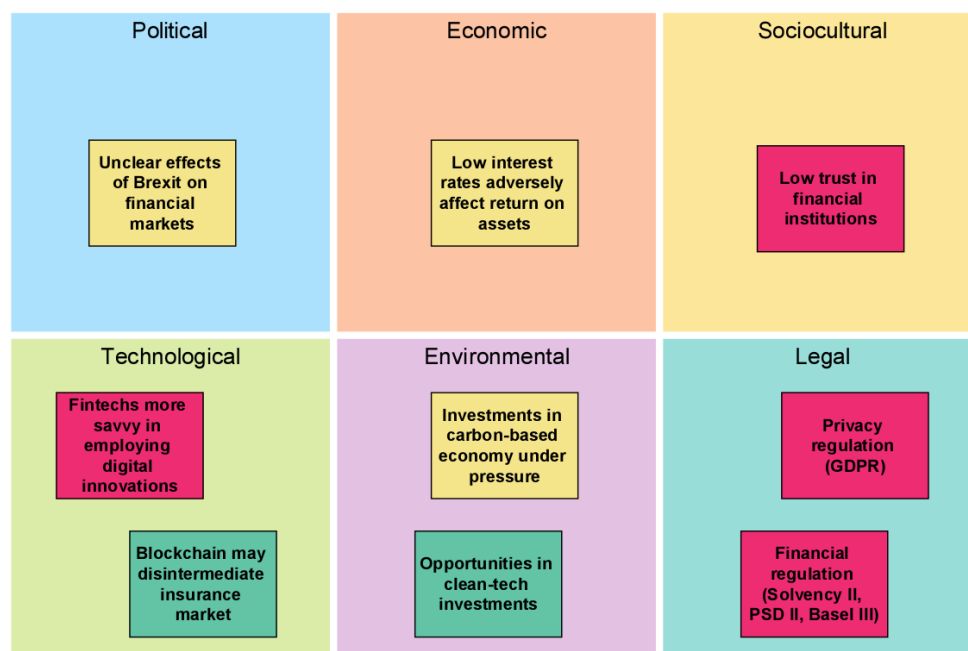 Political
Economic
Sociocultural
Unclear effects
of Brexit on
financial
markets
Low interest
rates adversely
affect return on
assets
Low trust in
financial
institutions
Technological
Environmental
Legal
Fintechs more
savvy in
employing
digital
innovations
Investments in
carbon-based
economy under
pressure
Privacy
regulation
(GDPR)
Blockchain may
disintermediate
insurance
market
Opportunities in
clean-tech
investments
Financial
regulation
(Solvency II,
PSD II, Basel III)